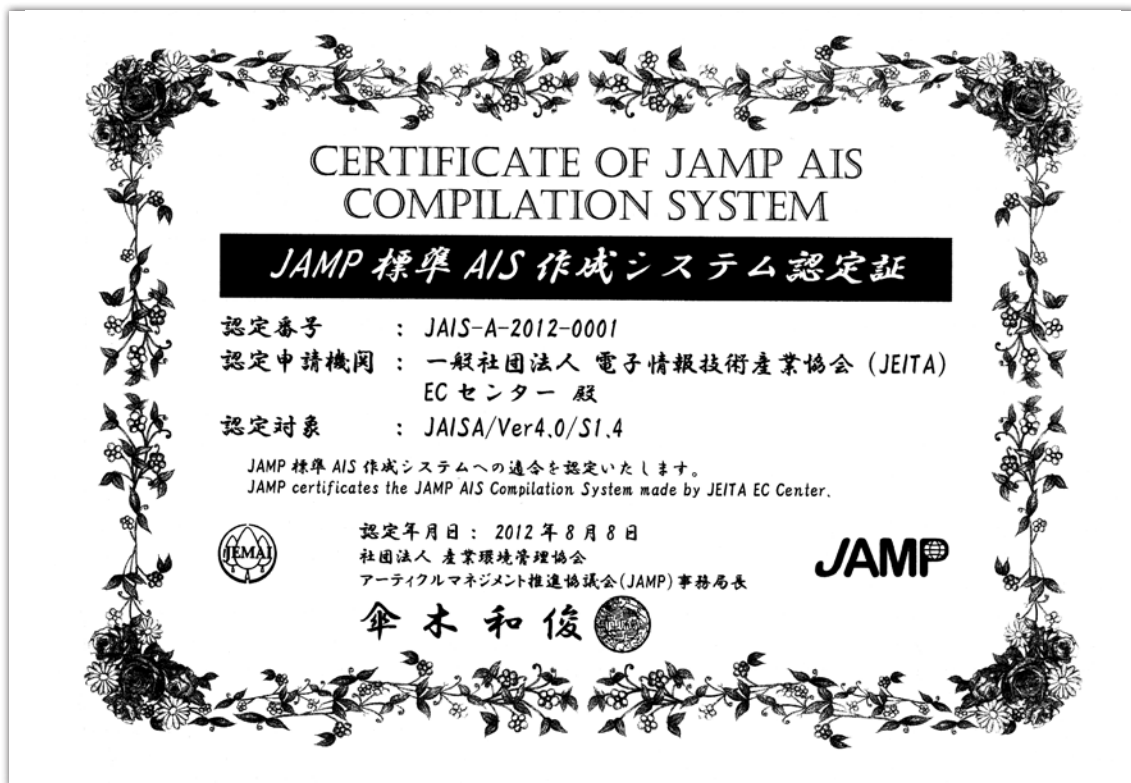 CERTIFICATE OF JAMP AIS
COMPILATION SYSTEM
JAMP 標準 AIS 作成システム認定証
認定番号 : JAIS-A-2012-0001
認定申請機関 : 一般社団法人 電子情報技術産業協会 (JEITA)
ECセンター 殿
認定対象 : JAISA/Ver4.0/S1.4
JAMP 標準 AIS 作成システムへの適合を認定いたします。
JAMP certificates the JAMP AIS Compilation System made by JEITA EC Center.
認定年月日: 2012年8月8日
社団法人 産業環境管理協会
アーティクルマネジメント推進協議会(JAMP)事務局長
傘木和俊
JEMAI
JAMP